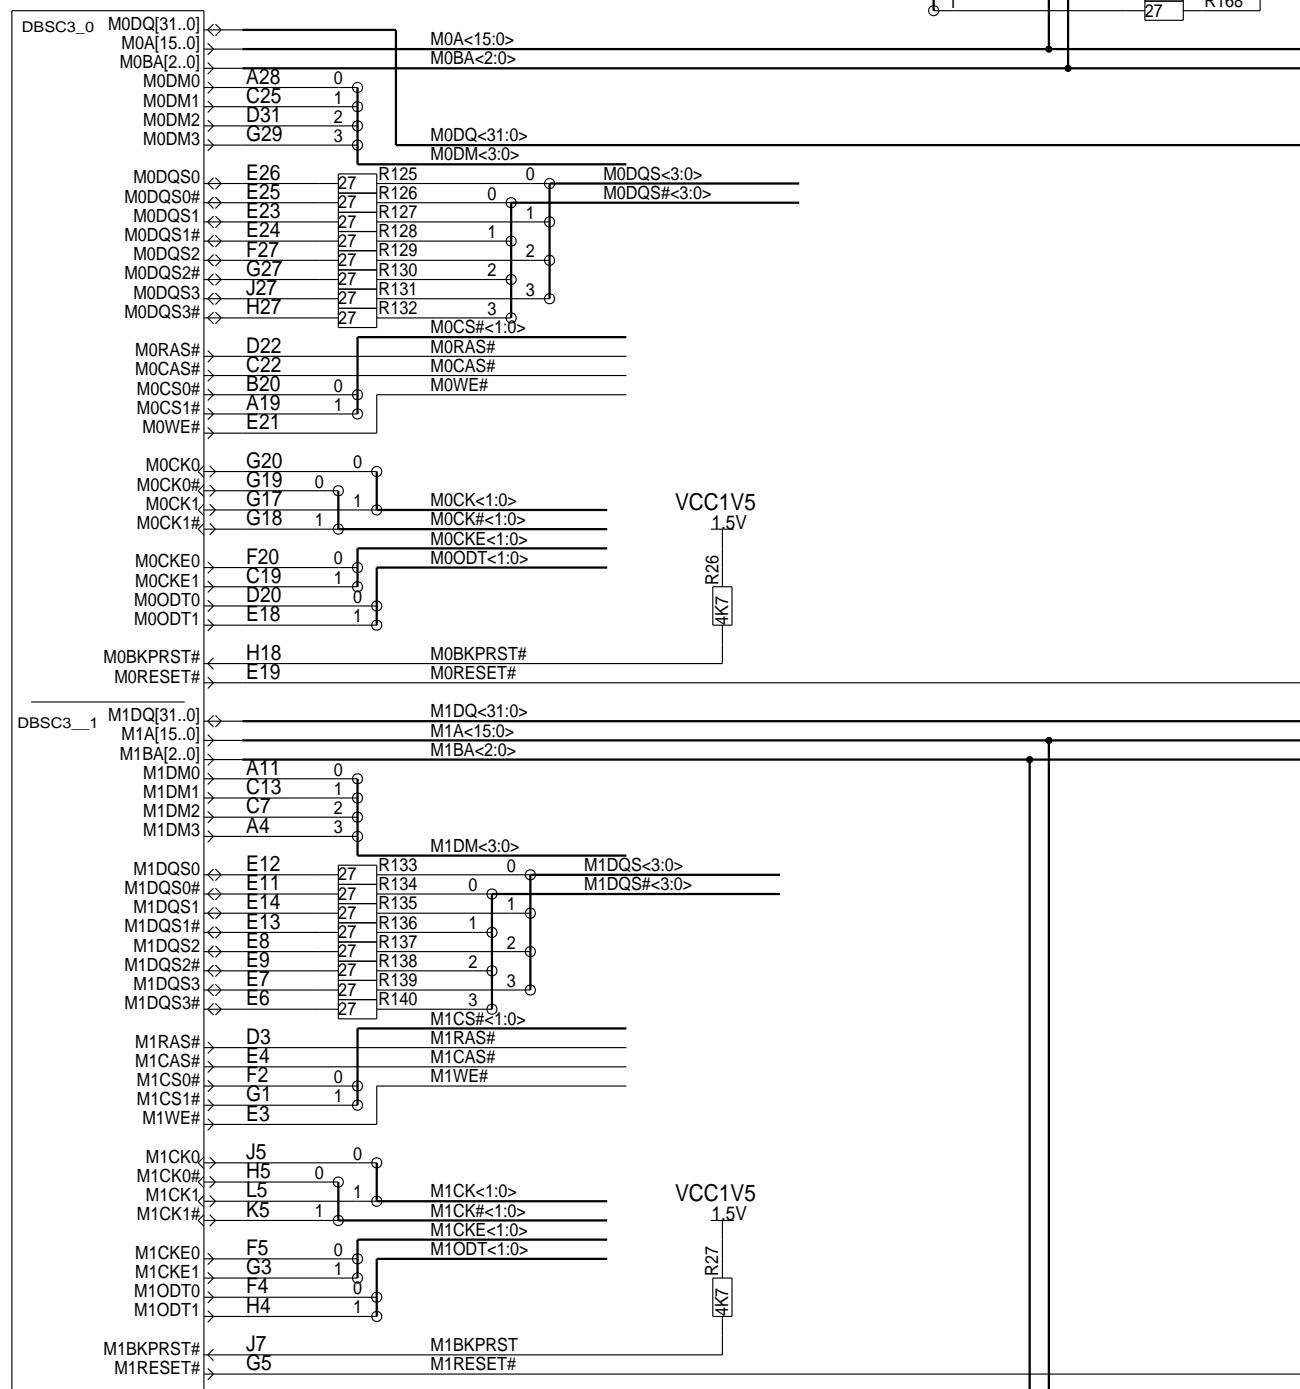 1 27 R168
DBSC3_0 M0DQ[31..0]
M0A[15..0] M0A<15:0>
M0BA[2..0] M0BA<2:0>
M0DM0 A28 0
M0DM1 C25 1
M0DM2 D31 2
M0DM3 G29 3 M0DQ<31:0>
M0DM<3:0>
M0DQS0 E26 27 R125 0 M0DQS<3:0>
M0DQS0# E25 27 R126 0 M0DQS#<3:0>
M0DQS1 E23 27 R127 1
M0DQS1# E24 27 R128 1
M0DQS2 F27 27 R129 2
M0DQS2# G27 27 R130 2
M0DQS3 J27 27 R131 3
M0DQS3# H27 27 R132 3
M0CS#<1:0>
M0RAS# D22 M0RAS#
M0CAS# C22 M0CAS#
M0CS0# B20 0 M0WE#
M0CS1# A19 1
M0WE# E21
M0CK0 G20 0
M0CK0# G19 0
M0CK1 G17 1 M0CK<1:0> VCC1V5
M0CK1# G18 1 M0CK#<1:0> 1.5V
M0CKE<1:0>
M0CKE0 F20 0 M0ODT<1:0> R26
M0CKE1 C19 1
M0ODT0 D20 0 4K7
M0ODT1 E18 1
M0BKPRST# H18 M0BKPRST#
M0RESET# E19 M0RESET#
DBSC3__1 M1DQ[31..0] M1DQ<31:0>
M1A[15..0] M1A<15:0>
M1BA[2..0] M1BA<2:0>
M1DM0 A11 0
M1DM1 C13 1
M1DM2 C7 2
M1DM3 A4 3
M1DM<3:0>
M1DQS0 E12 27 R133 0 M1DQS<3:0>
M1DQS0# E11 27 R134 0 M1DQS#<3:0>
M1DQS1 E14 27 R135 1
M1DQS1# E13 27 R136 1
M1DQS2 E8 27 R137 2
M1DQS2# E9 27 R138 2
M1DQS3 E7 27 R139 3
M1DQS3# E6 27 R140 3
M1CS#<1:0>
M1RAS# D3 M1RAS#
M1CAS# E4 M1CAS#
M1CS0# F2 0 M1WE#
M1CS1# G1 1
M1WE# E3
M1CK0 J5 0
M1CK0# H5 0
M1CK1 L5 1 M1CK<1:0> VCC1V5
M1CK1# K5 1 M1CK#<1:0> 1.5V
M1CKE<1:0>
M1CKE0 F5 0 M1ODT<1:0> R27
M1CKE1 G3 1
M1ODT0 F4 0 4K7
M1ODT1 H4 1
M1BKPRST# J7 M1BKPRST
M1RESET# G5 M1RESET#